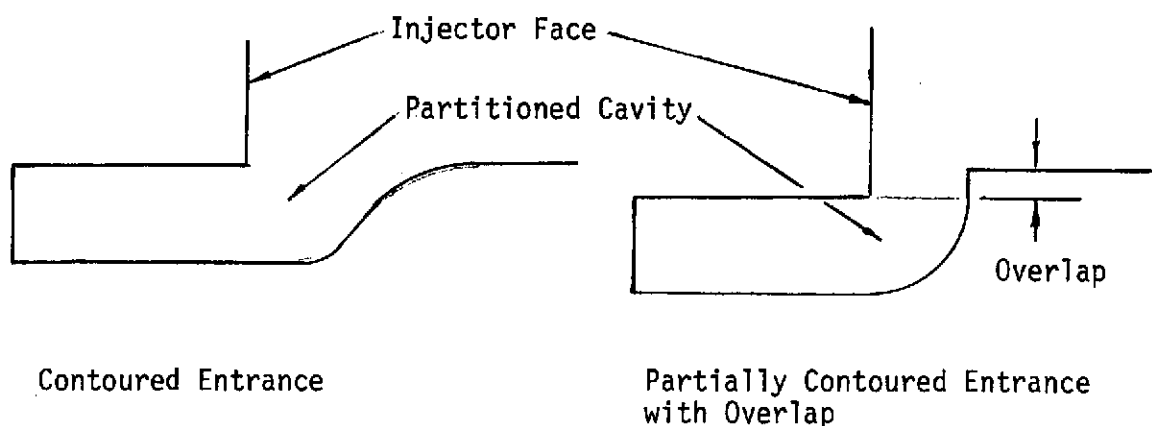 Injector Face
Partitioned Cavity
Overlap
Contoured Entrance
Partially Contoured Entrance
with Overlap